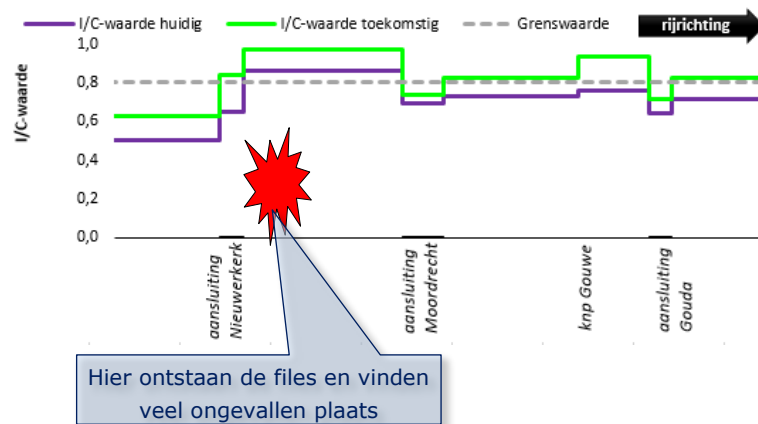 I/C-waarde huidig
I/C-waarde toekomstig
Grenswaarde
rijrichting
I/C-waarde
1,0
0,8
0,6
0,4
0,2
0,0
aansluiting
Nieuwerkerk
aansluiting
Moordrecht
knp Gouwe
aansluiting
Gouda
Hier ontstaan de files en vinden
veel ongevallen plaats